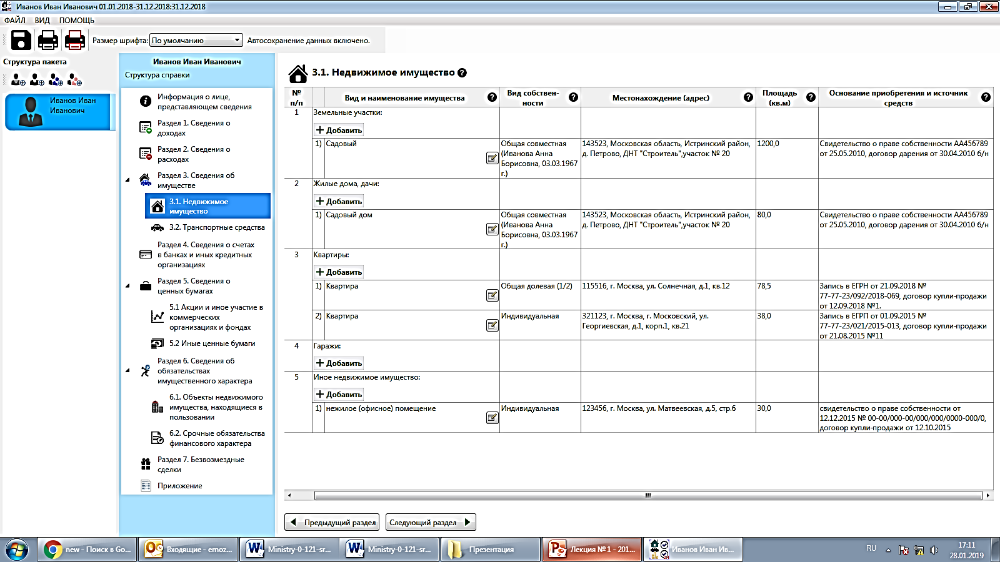 Иванов Иван Иванович 01.01.2018-31.12.2018:31.12.2018
ФАЙЛ ВИД ПОМОЩЬ
Размер шрифта: По умолчанию Автосохранение данных включено.
Структура пакета
Иванов Иван
Иванович
Иванов Иван Иванович
Структура справки
Информация о лице,
представляющем сведения
Раздел 1. Сведения о
доходах
Раздел 2. Сведения о
расходах
Раздел 3. Сведения об
имуществе
3.1. Недвижимое
имущество
3.2. Транспортные средства
Раздел 4. Сведения о счетах
в банках и иных кредитных
организациях
Раздел 5. Сведения о
ценных бумагах
5.1 Акции и иное участие в
коммерческих
организациях и фондах
5.2 Иные ценные бумаги
Раздел 6. Сведения об
обязательствах
имущественного характера
6.1. Объекты недвижимого
имущества, находящиеся в
пользовании
6.2. Срочные обязательства
финансового характера
Раздел 7. Безвозмездные
сделки
Приложение
3.1. Недвижимое имущество ?
№
п/п
Вид и наименование имущества ?
Вид собствен-
ности ?
Местонахождение (адрес) ?
Площадь
(кв.м) ?
Основание приобретения и источник
средств ?
1 Земельные участки:
+ Добавить
1) Садовый
Общая совместная
(Иванова Анна
Борисовна, 03.03.1967
г.)
143523, Московская область, Истринский район,
д. Петрово, ДНТ "Строитель",участок № 20
1200,0
Свидетельство о праве собственности АА456789
от 25.05.2010, договор дарения от 30.04.2010 б/н
2 Жилые дома, дачи:
+ Добавить
1) Садовый дом
Общая совместная
(Иванова Анна
Борисовна, 03.03.1967
г.)
143523, Московская область, Истринский район,
д. Петрово, ДНТ "Строитель",участок № 20
80,0
Свидетельство о праве собственности АА456789
от 25.05.2010, договор дарения от 30.04.2010 б/н
3 Квартиры:
+ Добавить
1) Квартира
Общая долевая (1/2)
115516, г. Москва, ул. Солнечная, д.1, кв.12
78,5
Запись в ЕГРН от 21.09.2018 №
77-77-23/092/2018-069, договор купли-продажи
от 12.09.2018 №1.
2) Квартира
Индивидуальная
321123, г. Москва, г. Московский, ул.
Георгиевская, д.1, корп.1, кв.21
38,0
Запись в ЕГРП от 01.09.2015 №
77-77-23/021/2015-013, договор купли-продажи
от 21.08.2015 №11
4 Гаражи:
+ Добавить
5 Иное недвижимое имущество:
+ Добавить
1) нежилое (офисное) помещение
Индивидуальная
123456, г. Москва, ул. Матвеевская, д.5, стр.6
30,0
свидетельство о праве собственности от
12.12.2015 № 00-00/000-00/000/000/0000-000/0,
договор купли-продажи от 12.10.2015
Предыдущий раздел Следующий раздел
new - Поиск в Go... Входящие - emoz... Ministry-0-121-sr... Ministry-0-121-sr... Презентация Лекция № 1 - 201... Иванов Иван Ив...
RU
17:11
28.01.2019